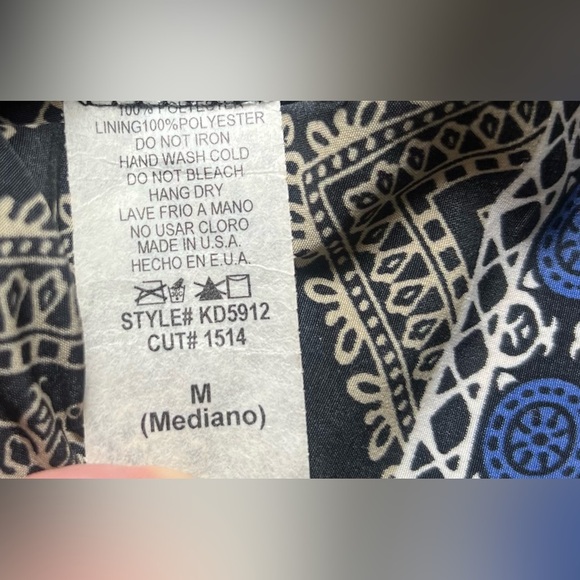 100% POLYESTER
LINING100%POLYESTER
DO NOT IRON
HAND WASH COLD
DO NOT BLEACH
HANG DRY
LAVE FRIO A MANO
NO USAR CLORO
MADE IN U.S.A.
HECHO EN E.U.A.
STYLE# KD5912
CUT# 1514
M
(Mediano)